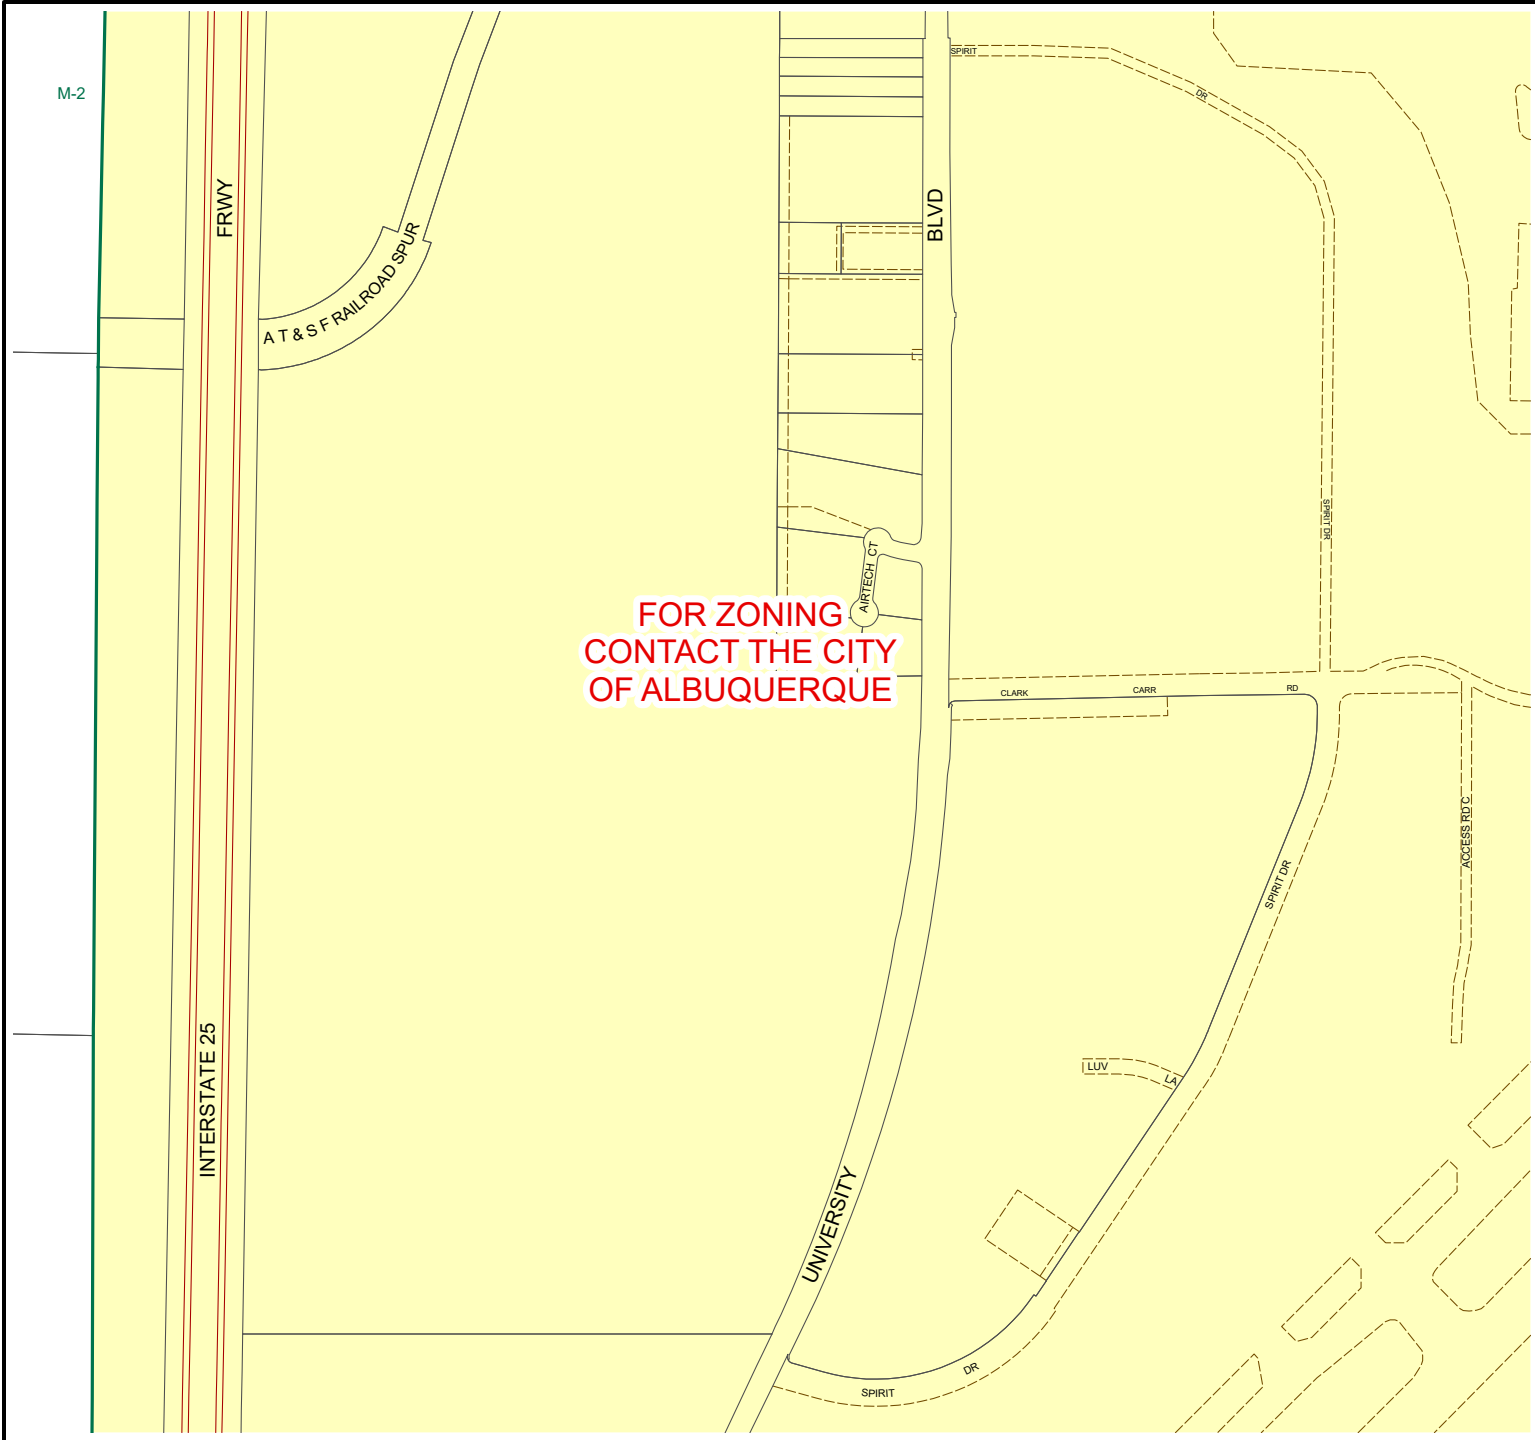 SPIRIT
DR
M-2
FRWY
BLVD
A T & S F RAILROAD SPUR
SPIRIT DR
AIRTECH CT
FOR ZONING
CONTACT THE CITY
OF ALBUQUERQUE
CLARK CARR RD
ACCESS RD C
SPIRIT DR
INTERSTATE 25
LUV LA
UNIVERSITY
SPIRIT DR